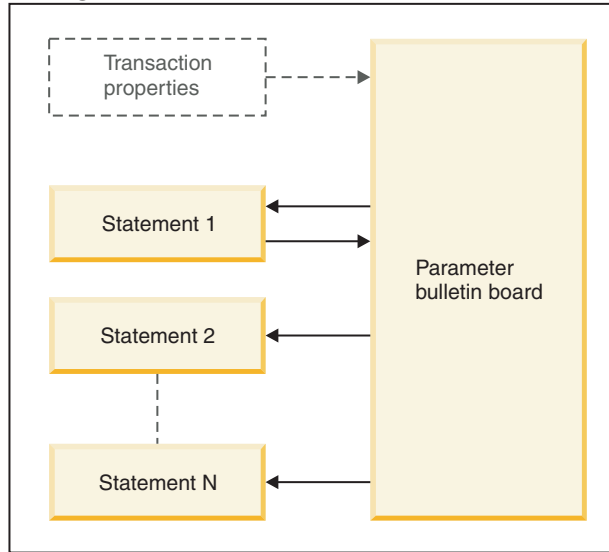 Transaction
properties
Statement 1
Parameter
bulletin board
Statement 2
Statement N